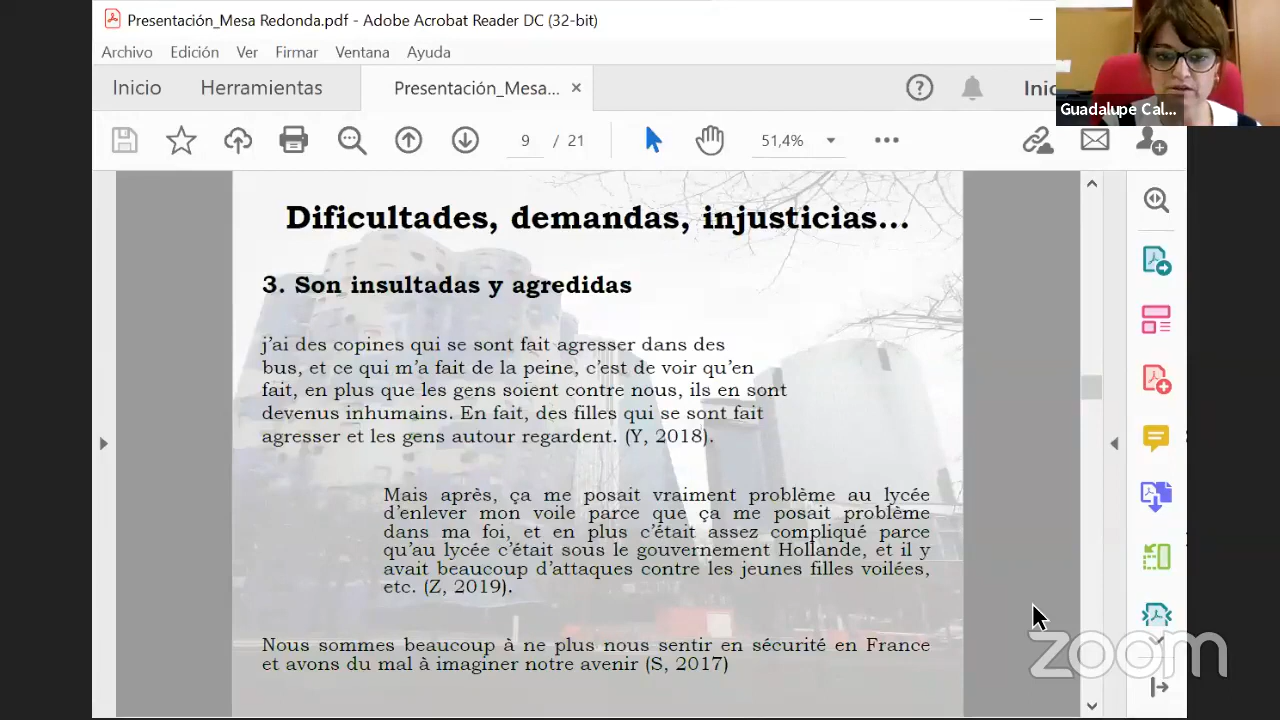 Presentación_Mesa Redonda.pdf - Adobe Acrobat Reader DC (32-bit)
Archivo Edición Ver Firmar Ventana Ayuda
Inicio Herramientas Presentación_Mesa... × Inic
Guadalupe Cal...
9 / 21 51,4%
Dificultades, demandas, injusticias...
3. Son insultadas y agredidas
j'ai des copines qui se sont fait agresser dans des
bus, et ce qui m'a fait de la peine, c'est de voir qu'en
fait, en plus que les gens soient contre nous, ils en sont
devenus inhumains. En fait, des filles qui se sont fait
agresser et les gens autour regardent. (Y, 2018).
Mais après, ça me posait vraiment problème au lycée
d'enlever mon voile parce que ça me posait problème
dans ma foi, et en plus c'était assez compliqué parce
qu'au lycée c'était sous le gouvernement Hollande, et il y
avait beaucoup d'attaques contre les jeunes filles voilées,
etc. (Z, 2019).
Nous sommes beaucoup à ne plus nous sentir en sécurité en France
et avons du mal à imaginer notre avenir (S, 2017)
zoom